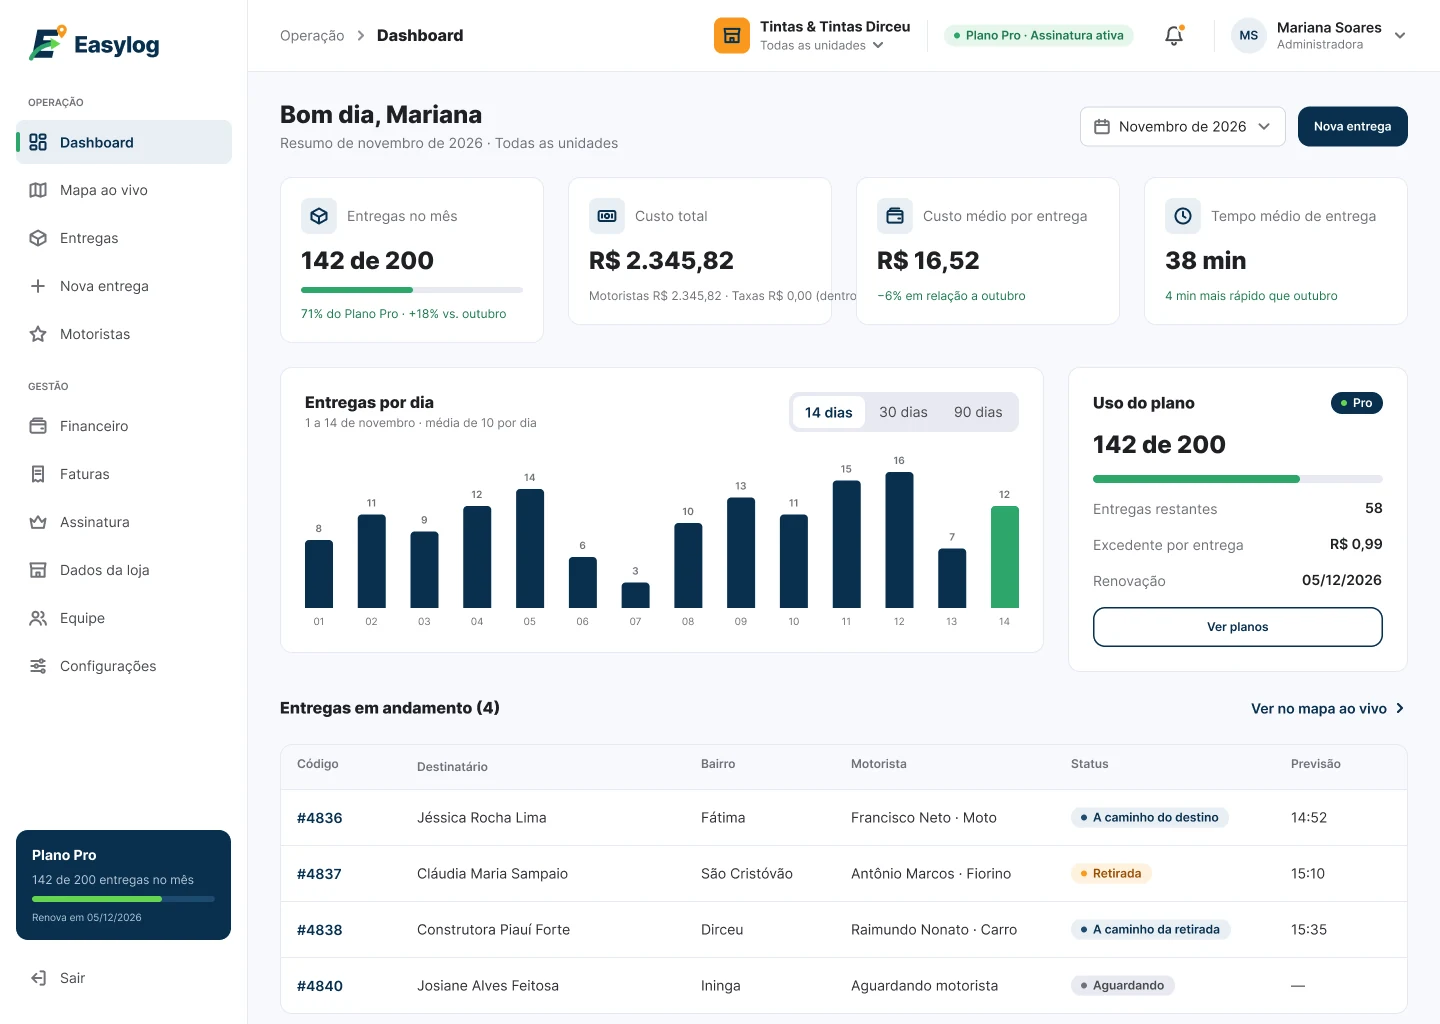 Easylog
OPERAÇÃO
Dashboard
Mapa ao vivo
Entregas
Nova entrega
Motoristas
GESTÃO
Financeiro
Faturas
Assinatura
Dados da loja
Equipe
Configurações
Plano Pro
142 de 200 entregas no mês
Renova em 05/12/2026
Sair
Operação > Dashboard
Tintas & Tintas Dirceu
Todas as unidades
Plano Pro · Assinatura ativa
MS
Mariana Soares
Administradora
Bom dia, Mariana
Resumo de novembro de 2026 · Todas as unidades
Novembro de 2026
Nova entrega
Entregas no mês
142 de 200
71% do Plano Pro · +18% vs. outubro
Custo total
R$ 2.345,82
Motoristas R$ 2.345,82 · Taxas R$ 0,00 (dentro
Custo médio por entrega
R$ 16,52
−6% em relação a outubro
Tempo médio de entrega
38 min
4 min mais rápido que outubro
Entregas por dia
1 a 14 de novembro · média de 10 por dia
14 dias 30 dias 90 dias
8 11 9 12 14 6 3 10 13 11 15 16 7 12
01 02 03 04 05 06 07 08 09 10 11 12 13 14
Uso do plano
Pro
142 de 200
Entregas restantes 58
Excedente por entrega R$ 0,99
Renovação 05/12/2026
Ver planos
Entregas em andamento (4)
Ver no mapa ao vivo
Código Destinatário Bairro Motorista Status Previsão
#4836 Jéssica Rocha Lima Fátima Francisco Neto · Moto A caminho do destino 14:52
#4837 Cláudia Maria Sampaio São Cristóvão Antônio Marcos · Fiorino Retirada 15:10
#4838 Construtora Piauí Forte Dirceu Raimundo Nonato · Carro A caminho da retirada 15:35
#4840 Josiane Alves Feitosa Ininga Aguardando motorista Aguardando —